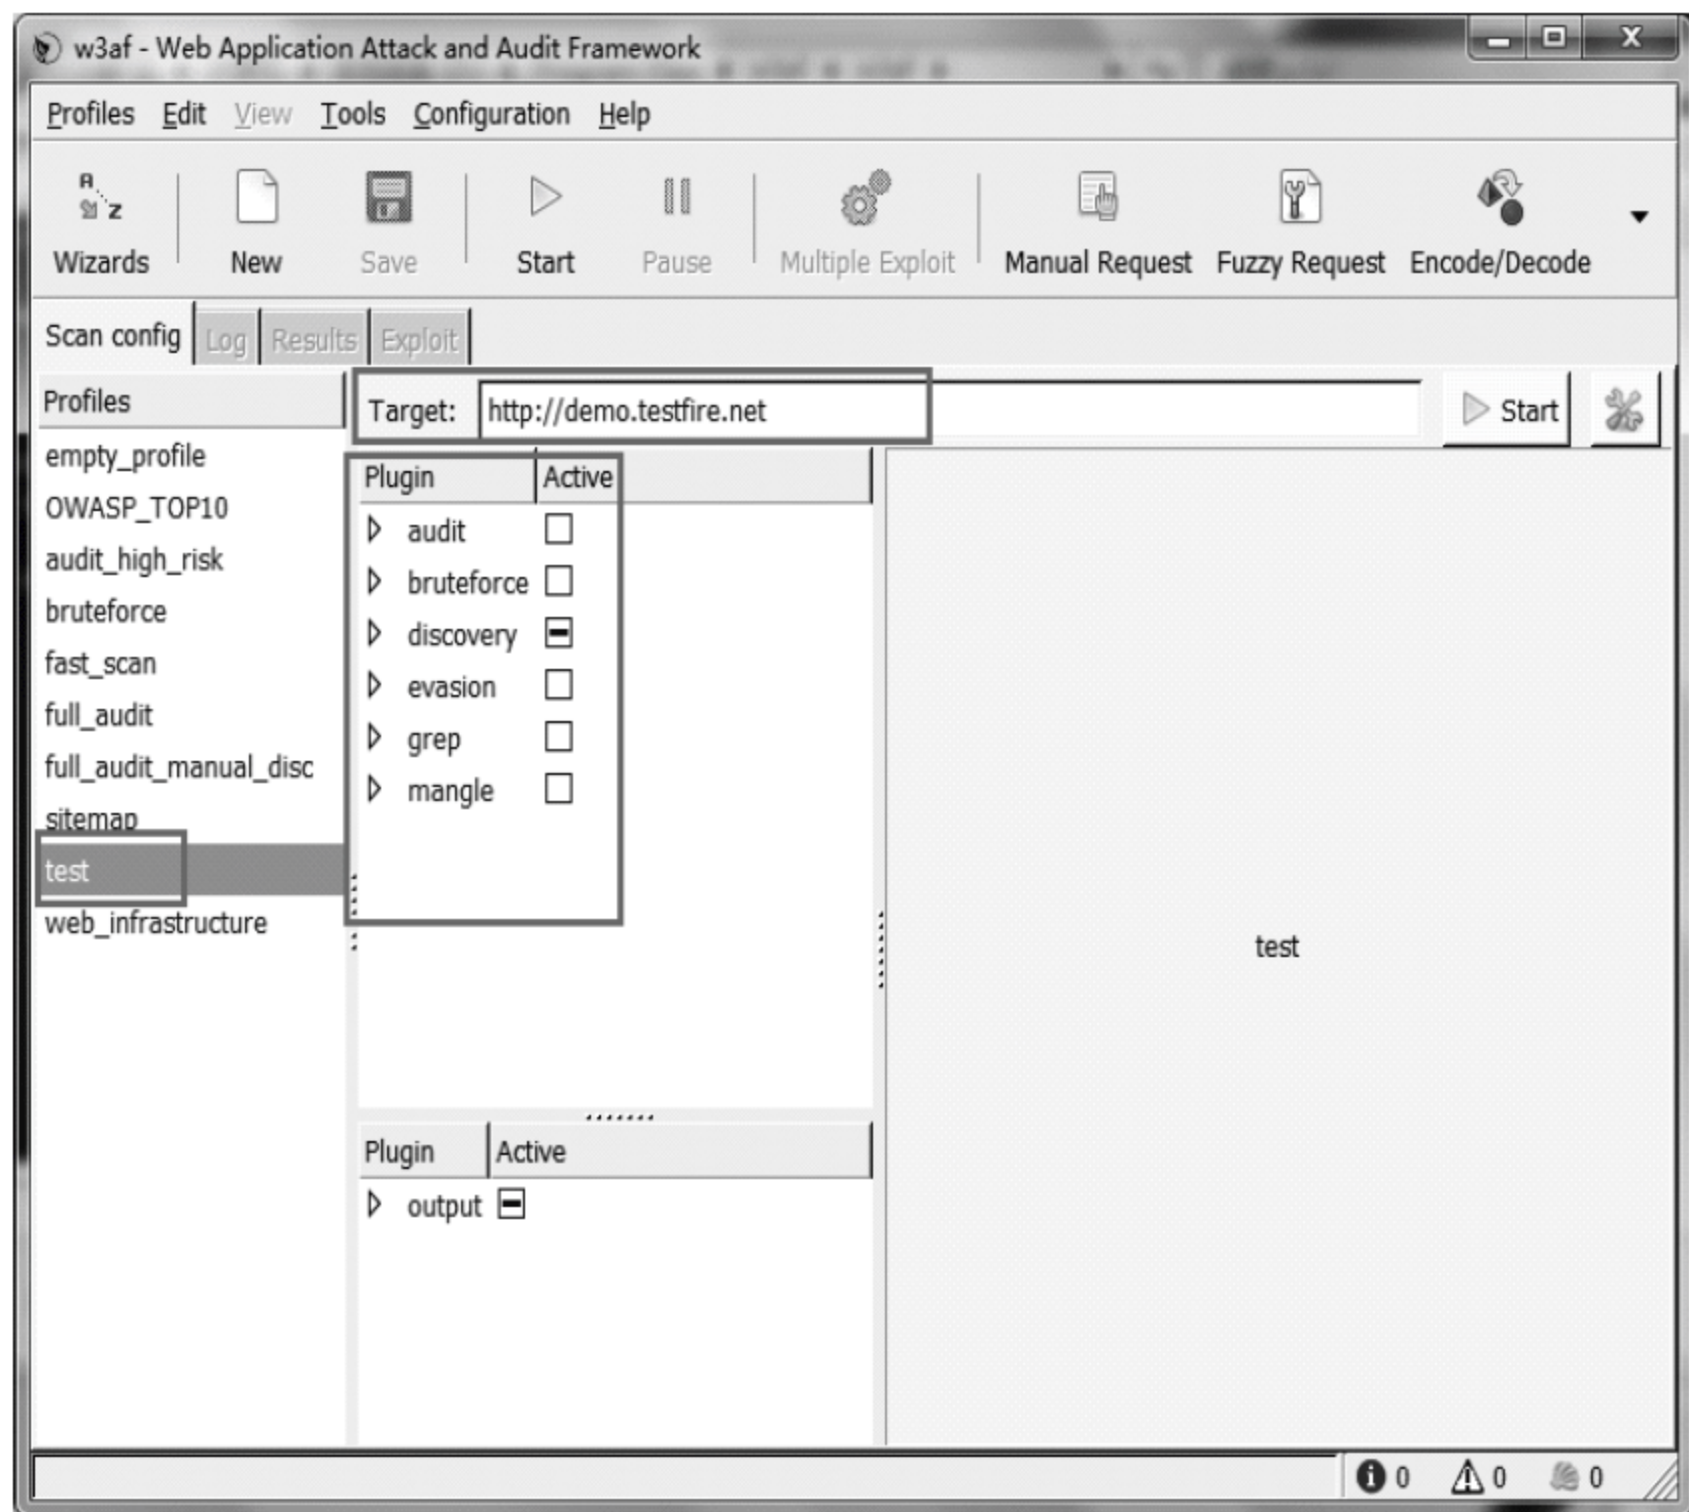 w3af - Web Application Attack and Audit Framework
Profiles Edit View Tools Configuration Help
Wizards New Save Start Pause Multiple Exploit Manual Request Fuzzy Request Encode/Decode
Scan config Log Results Exploit
Profiles
empty_profile
OWASP_TOP10
audit_high_risk
bruteforce
fast_scan
full_audit
full_audit_manual_disc
sitemap
test
web_infrastructure
Target: http://demo.testfire.net Start
Plugin Active
audit
bruteforce
discovery
evasion
grep
mangle
Plugin Active
output
test
0 0 0